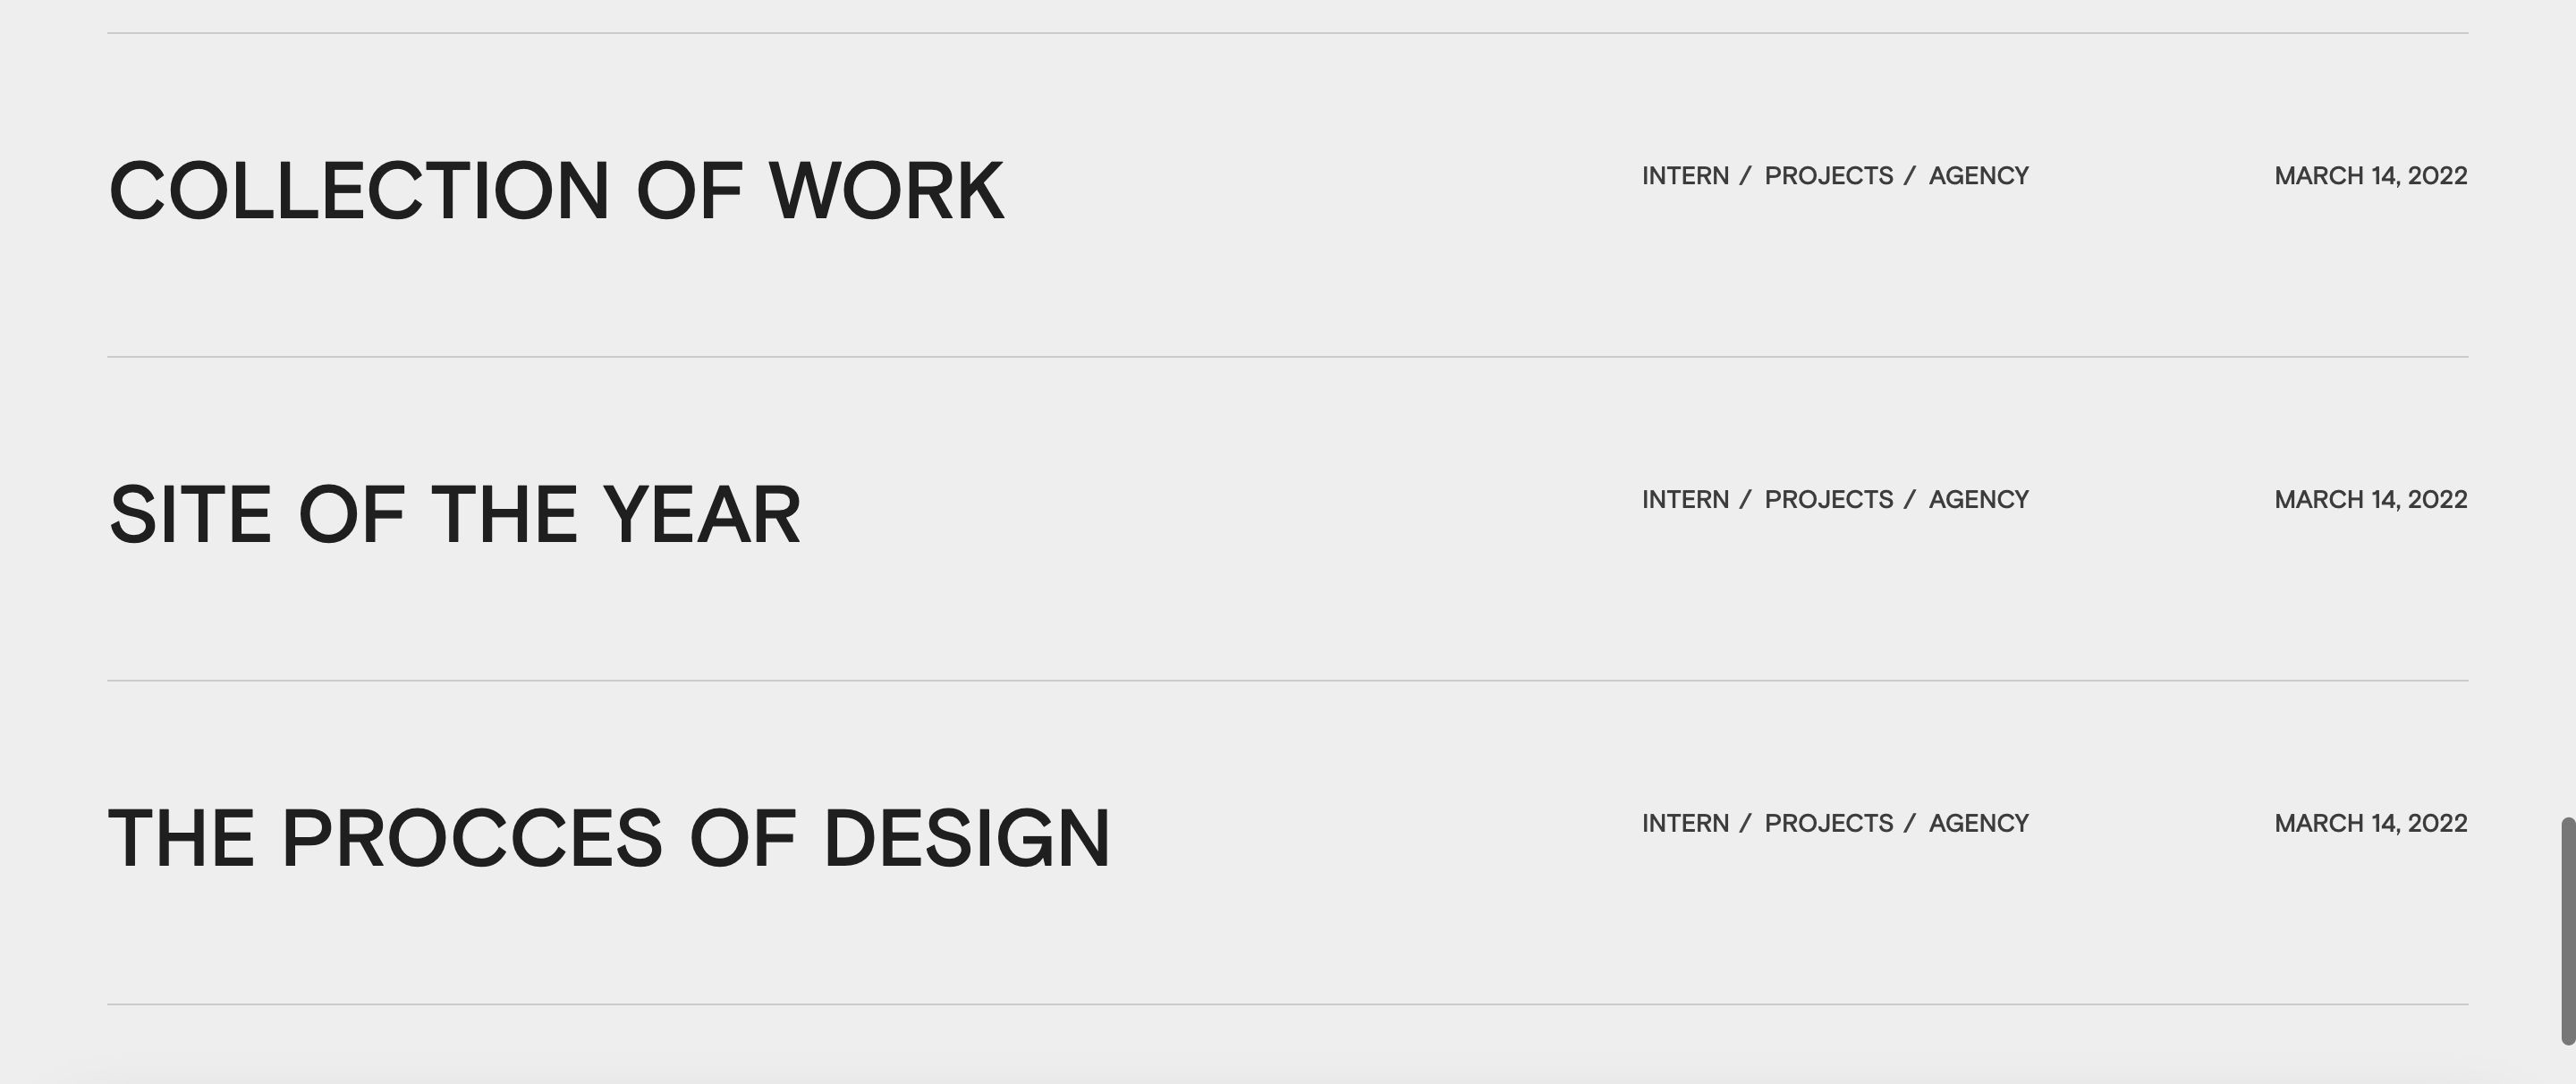 COLLECTION OF WORK
INTERN / PROJECTS / AGENCY
MARCH 14, 2022
SITE OF THE YEAR
INTERN / PROJECTS / AGENCY
MARCH 14, 2022
THE PROCCES OF DESIGN
INTERN / PROJECTS / AGENCY
MARCH 14, 2022